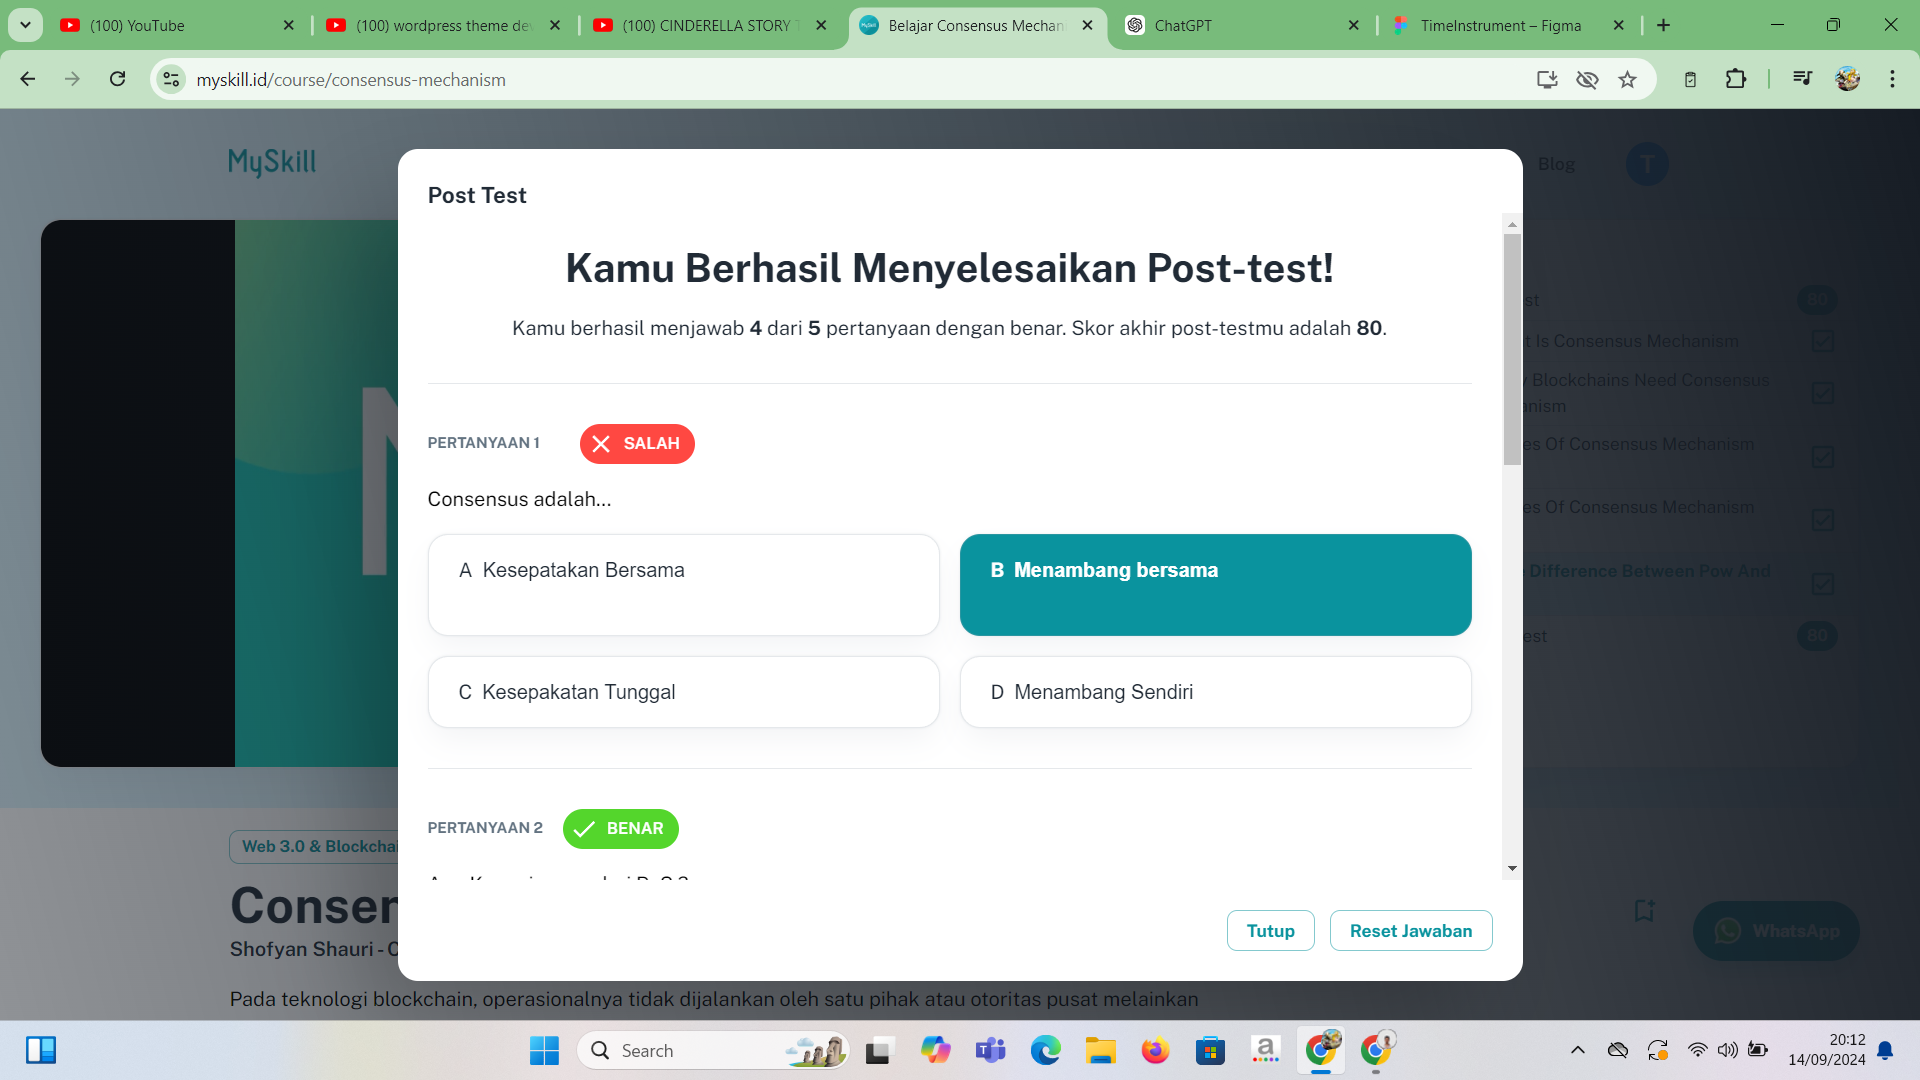 (100) YouTube
(100) wordpress theme de
(100) CINDERELLA STORY
Belajar Consensus Mechan
ChatGPT
TimeInstrument – Figma
myskill.id/course/consensus-mechanism
MySkill
Blog
T
Post Test
Kamu Berhasil Menyelesaikan Post-test!
Kamu berhasil menjawab 4 dari 5 pertanyaan dengan benar. Skor akhir post-testmu adalah 80.
PERTANYAAN 1
SALAH
Consensus adalah...
A Kesepatakan Bersama
B Menambang bersama
C Kesepakatan Tunggal
D Menambang Sendiri
PERTANYAAN 2
BENAR
Tutup
Reset Jawaban
st
80
t Is Consensus Mechanism
y Blockchains Need Consensus
anism
es Of Consensus Mechanism
es Of Consensus Mechanism
e Difference Between Pow And
est
80
Web 3.0 & Blockchai
Consen
Shofyan Shauri - C
WhatsApp
Pada teknologi blockchain, operasionalnya tidak dijalankan oleh satu pihak atau otoritas pusat melainkan
Search
20:12
14/09/2024